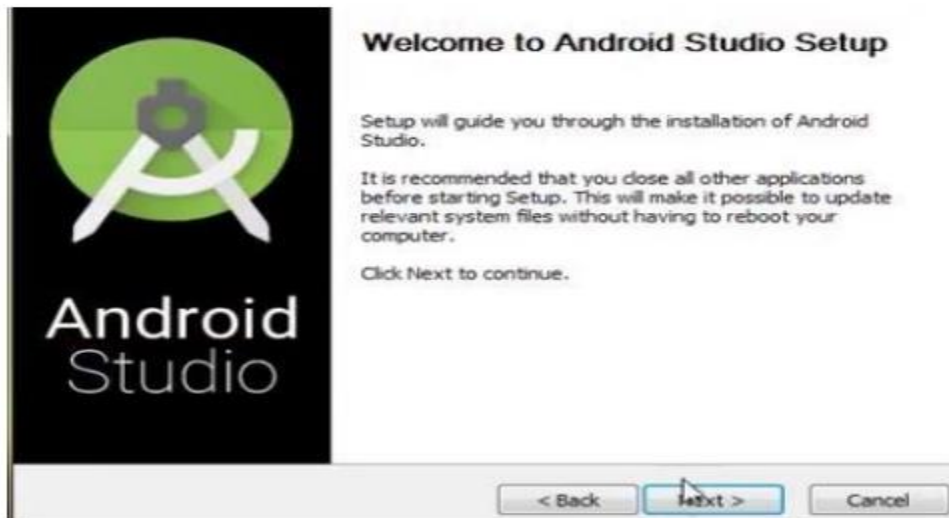 Welcome to Android Studio Setup
Setup will guide you through the installation of Android
Studio.
It is recommended that you close all other applications
before starting Setup. This will make it possible to update
relevant system files without having to reboot your
computer.
Click Next to continue.
Android
Studio
< Back
Next >
Cancel